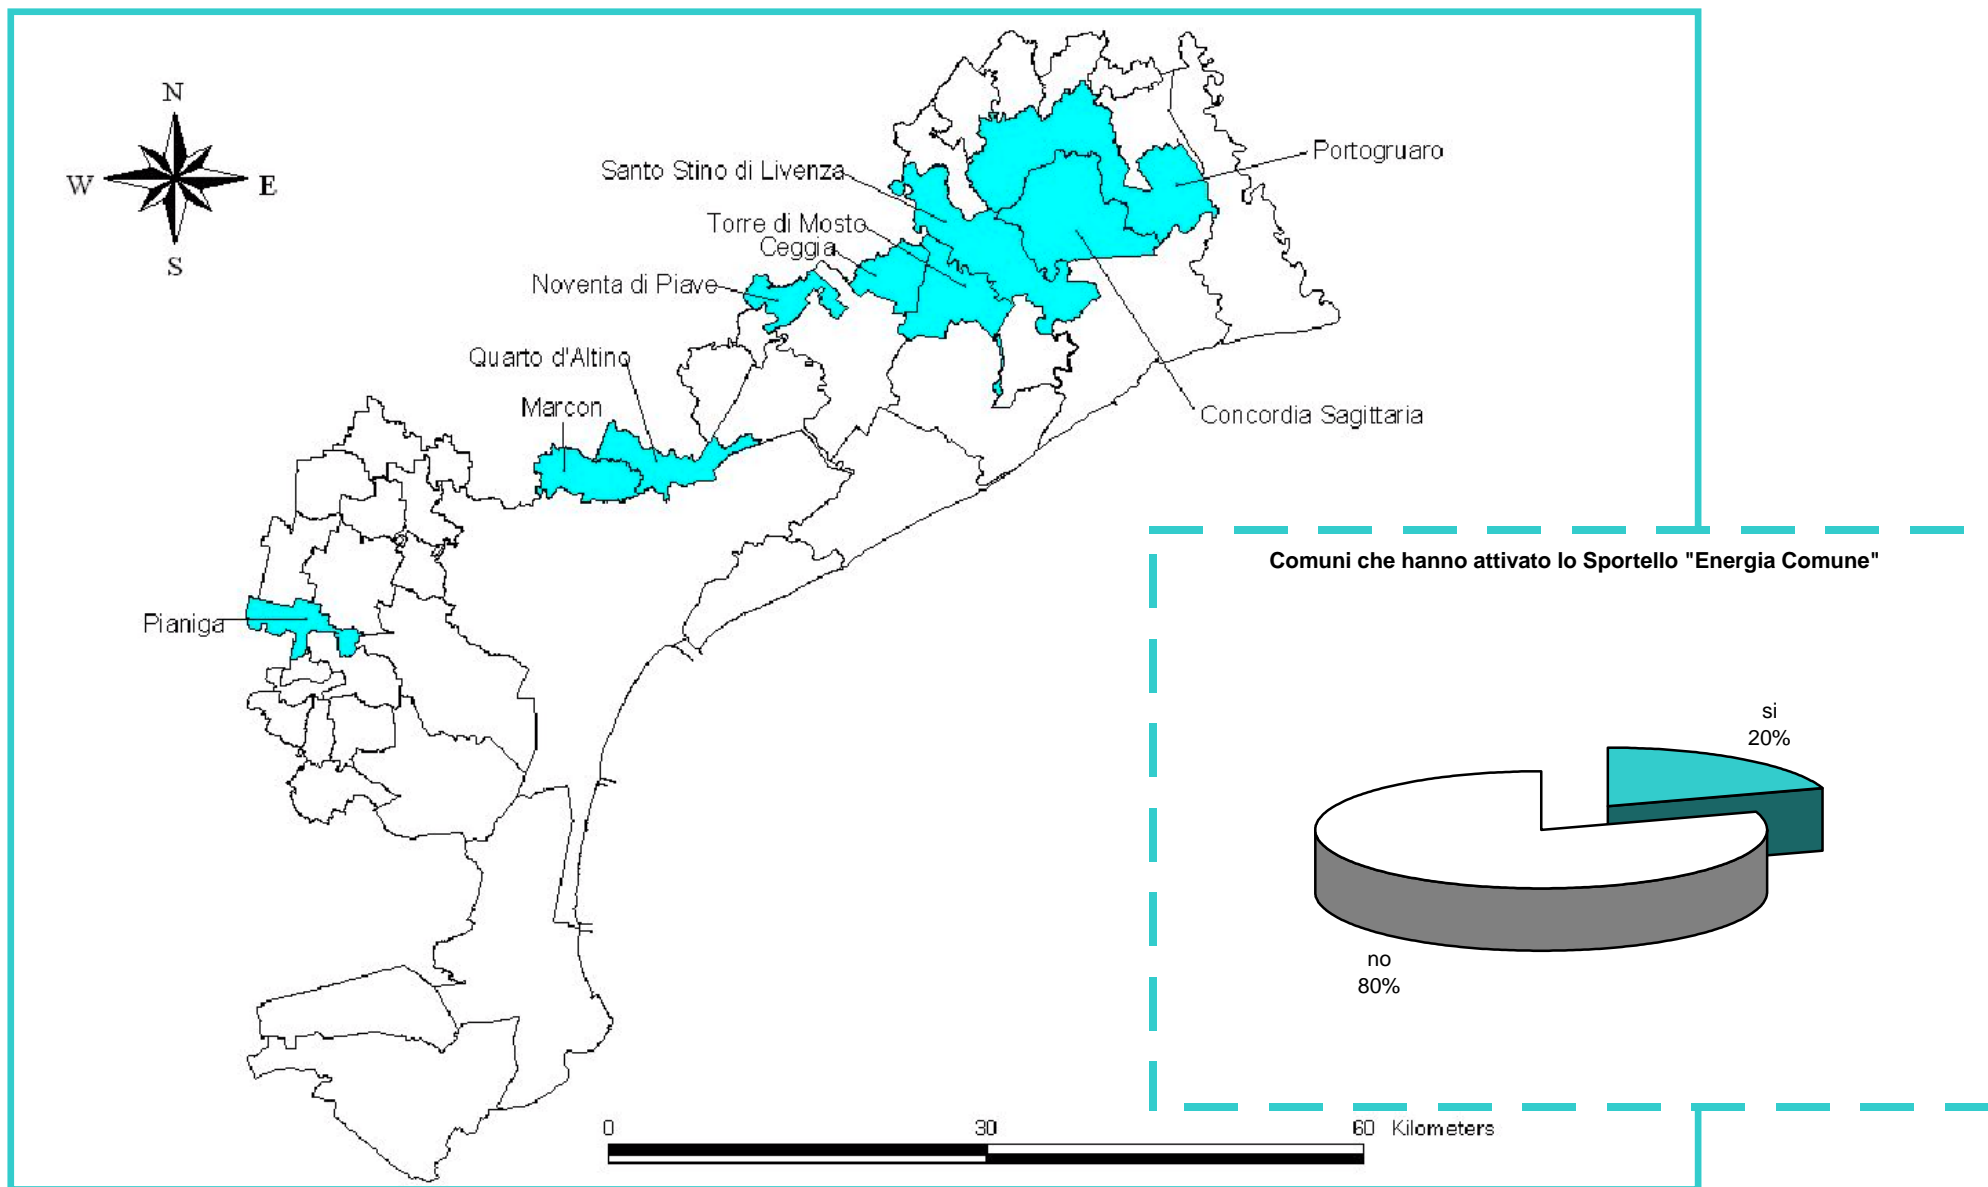 N
W
E
S
Portogruaro
Santo Stino di Livenza
Torre di Mosto
Ceggia
Noventa di Piave
Quarto d'Altino
Marcon
Concordia Sagittaria
Pianiga
Comuni che hanno attivato lo Sportello "Energia Comune"
si
20%
no
80%
0 30 60 Kilometers